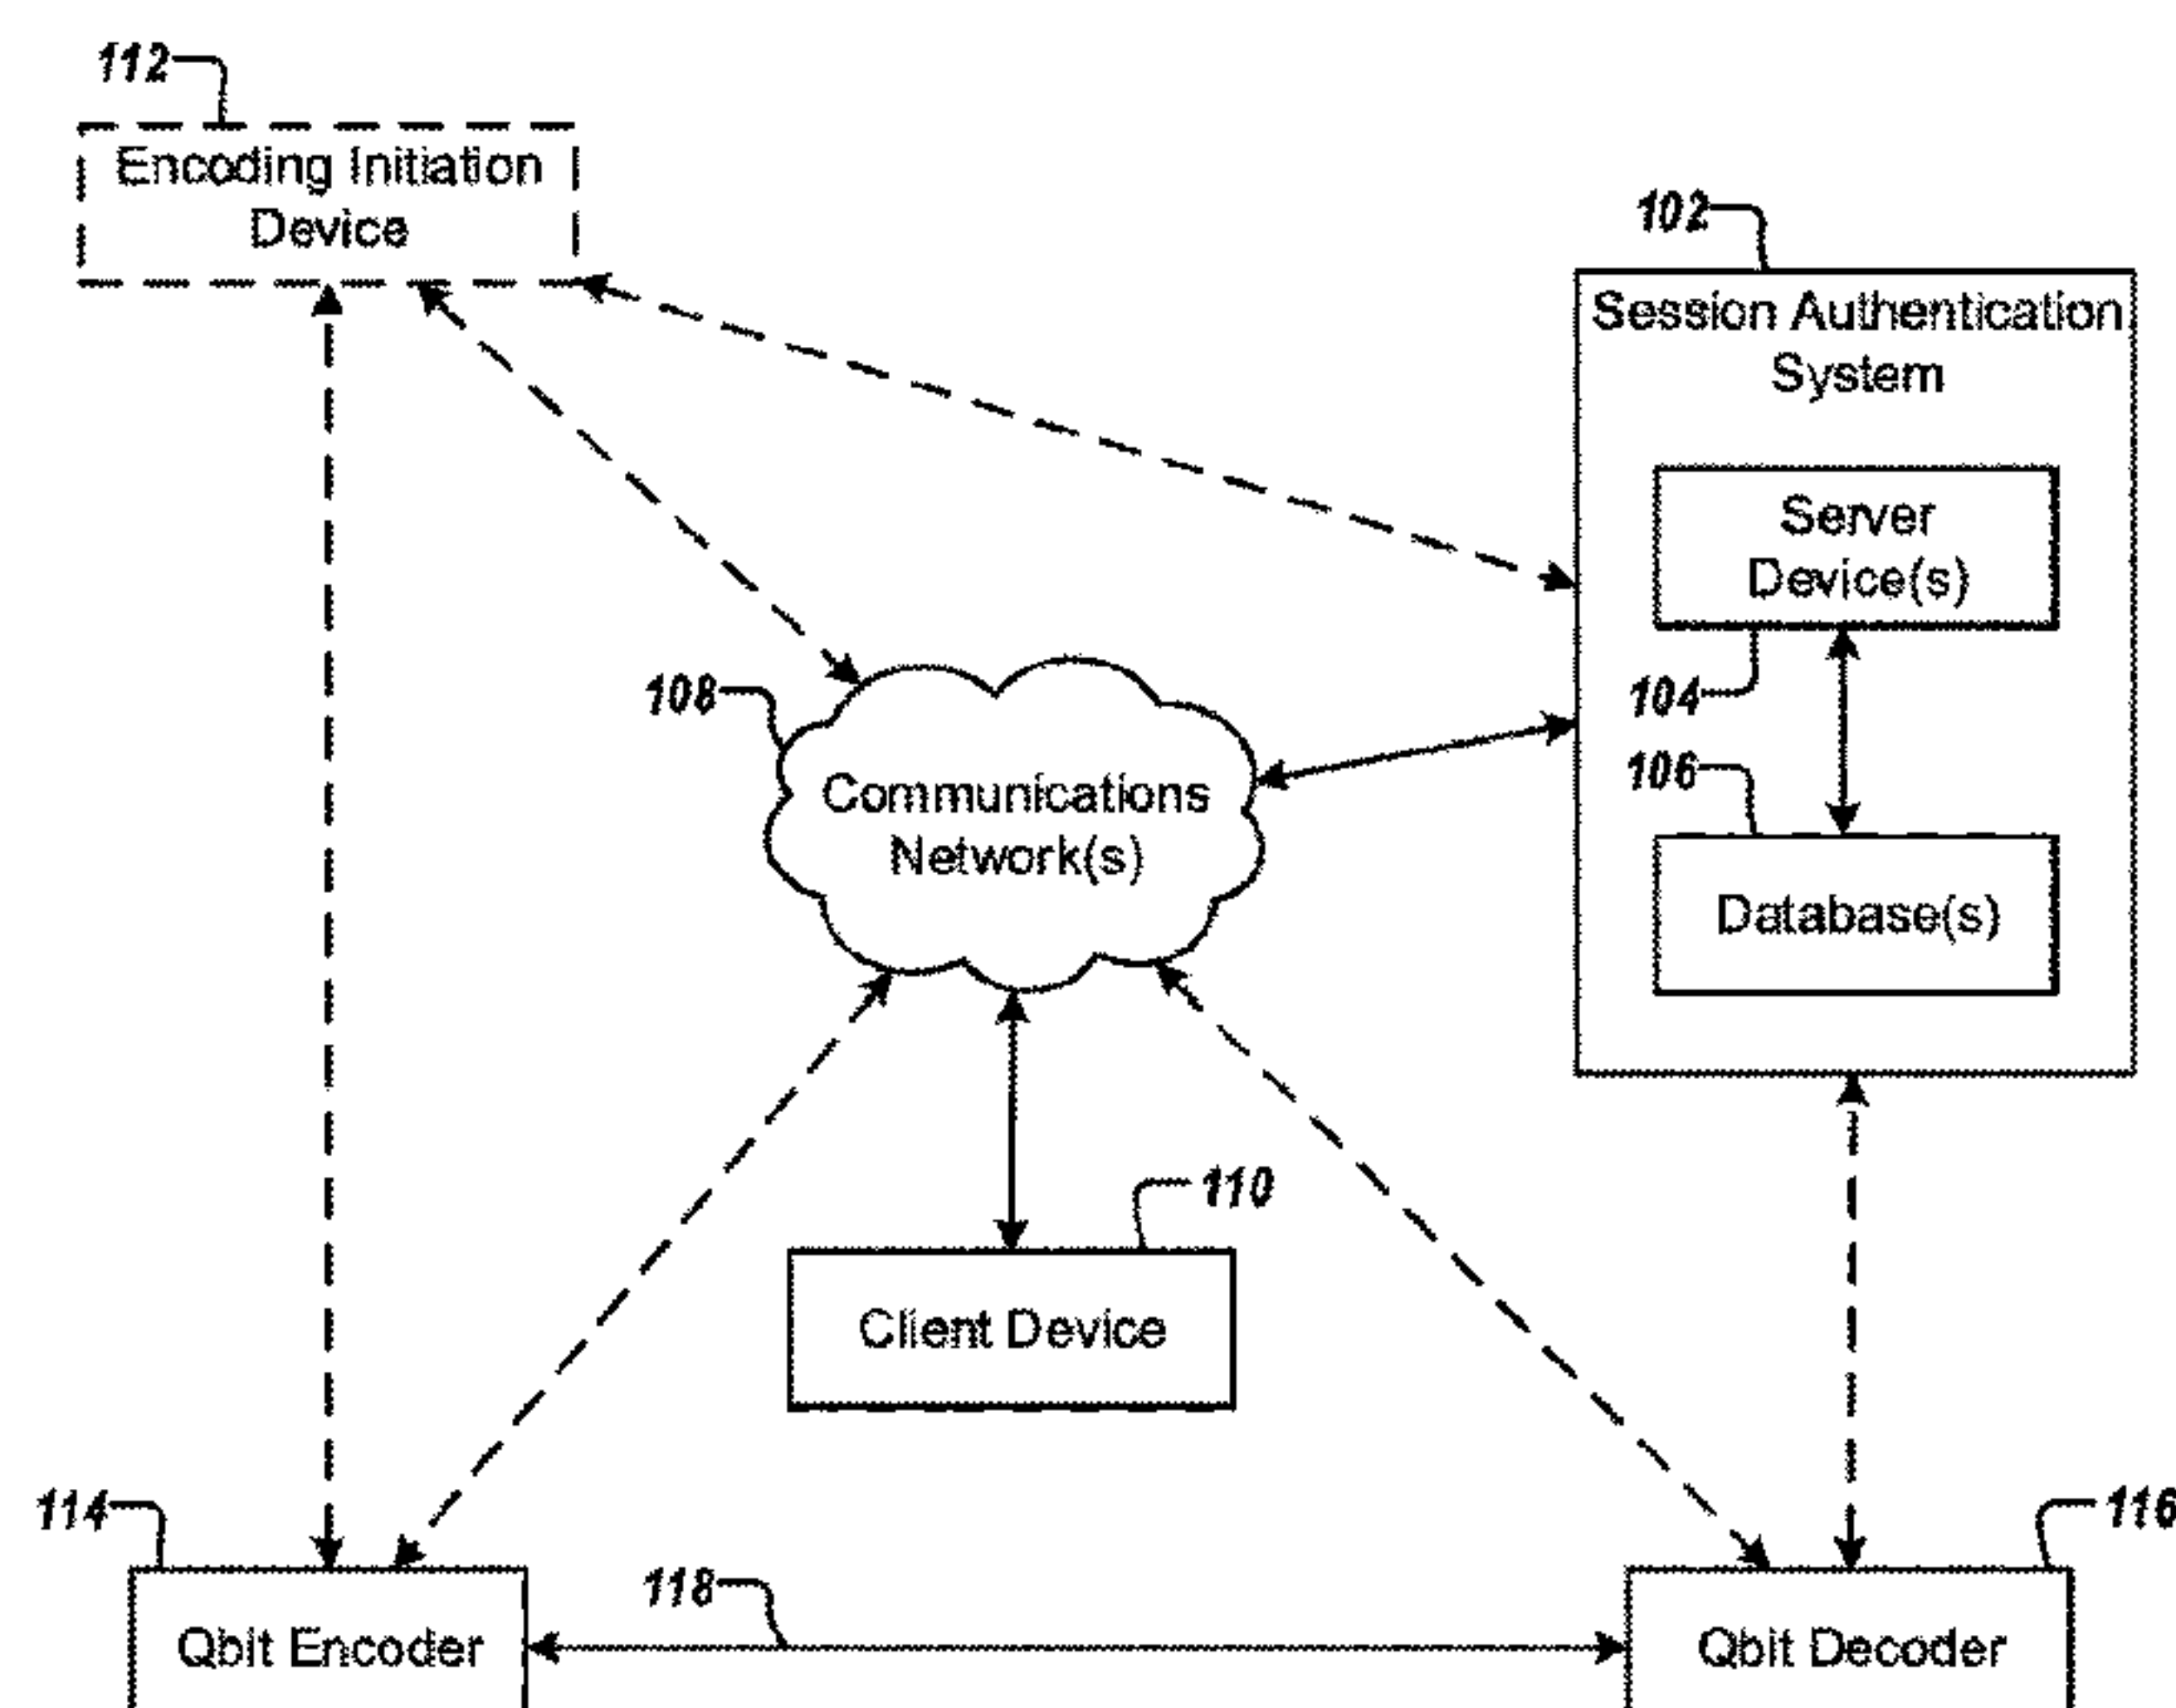 112
Encoding Initiation
Device
102
Session Authentication
System
Server
Device(s)
104
106
Database(s)
108
Communications
Network(s)
110
Client Device
114
Qbit Encoder
118
116
Qbit Decoder